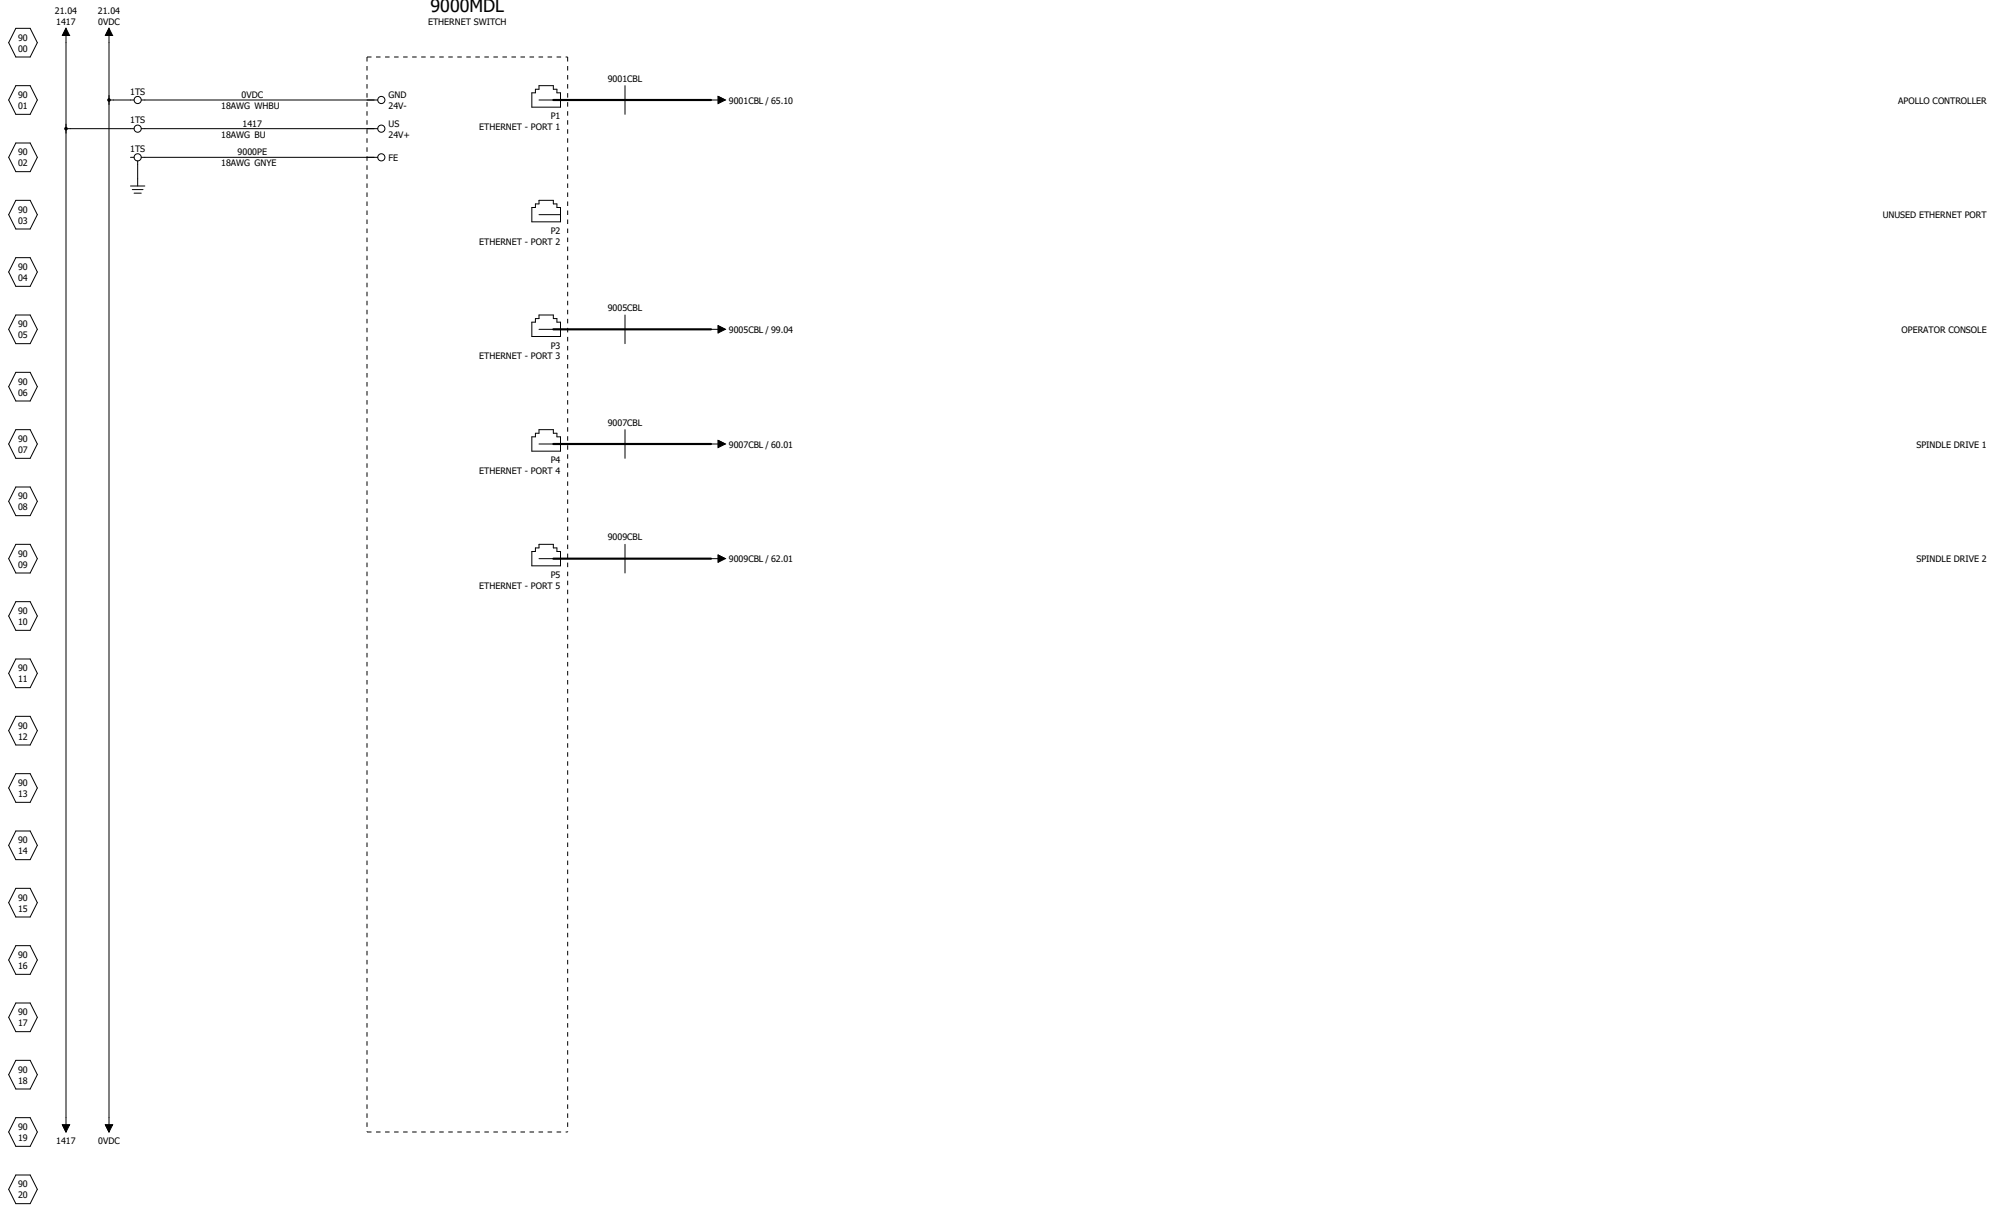 9000MDL
ETHERNET SWITCH
21.04
1417
21.04
0VDC
90
00
90
01
1TS
0VDC
18AWG WHBU
GND
24V-
9001CBL
9001CBL / 65.10
APOLLO CONTROLLER
P1
ETHERNET - PORT 1
1TS
1417
18AWG BU
US
24V+
90
02
1TS
9000PE
18AWG GNYE
FE
90
03
UNUSED ETHERNET PORT
P2
ETHERNET - PORT 2
90
04
90
05
9005CBL
9005CBL / 99.04
OPERATOR CONSOLE
P3
ETHERNET - PORT 3
90
06
90
07
9007CBL
9007CBL / 60.01
SPINDLE DRIVE 1
P4
ETHERNET - PORT 4
90
08
90
09
9009CBL
9009CBL / 62.01
SPINDLE DRIVE 2
P5
ETHERNET - PORT 5
90
10
90
11
90
12
90
13
90
14
90
15
90
16
90
17
90
18
90
19
1417
0VDC
90
20